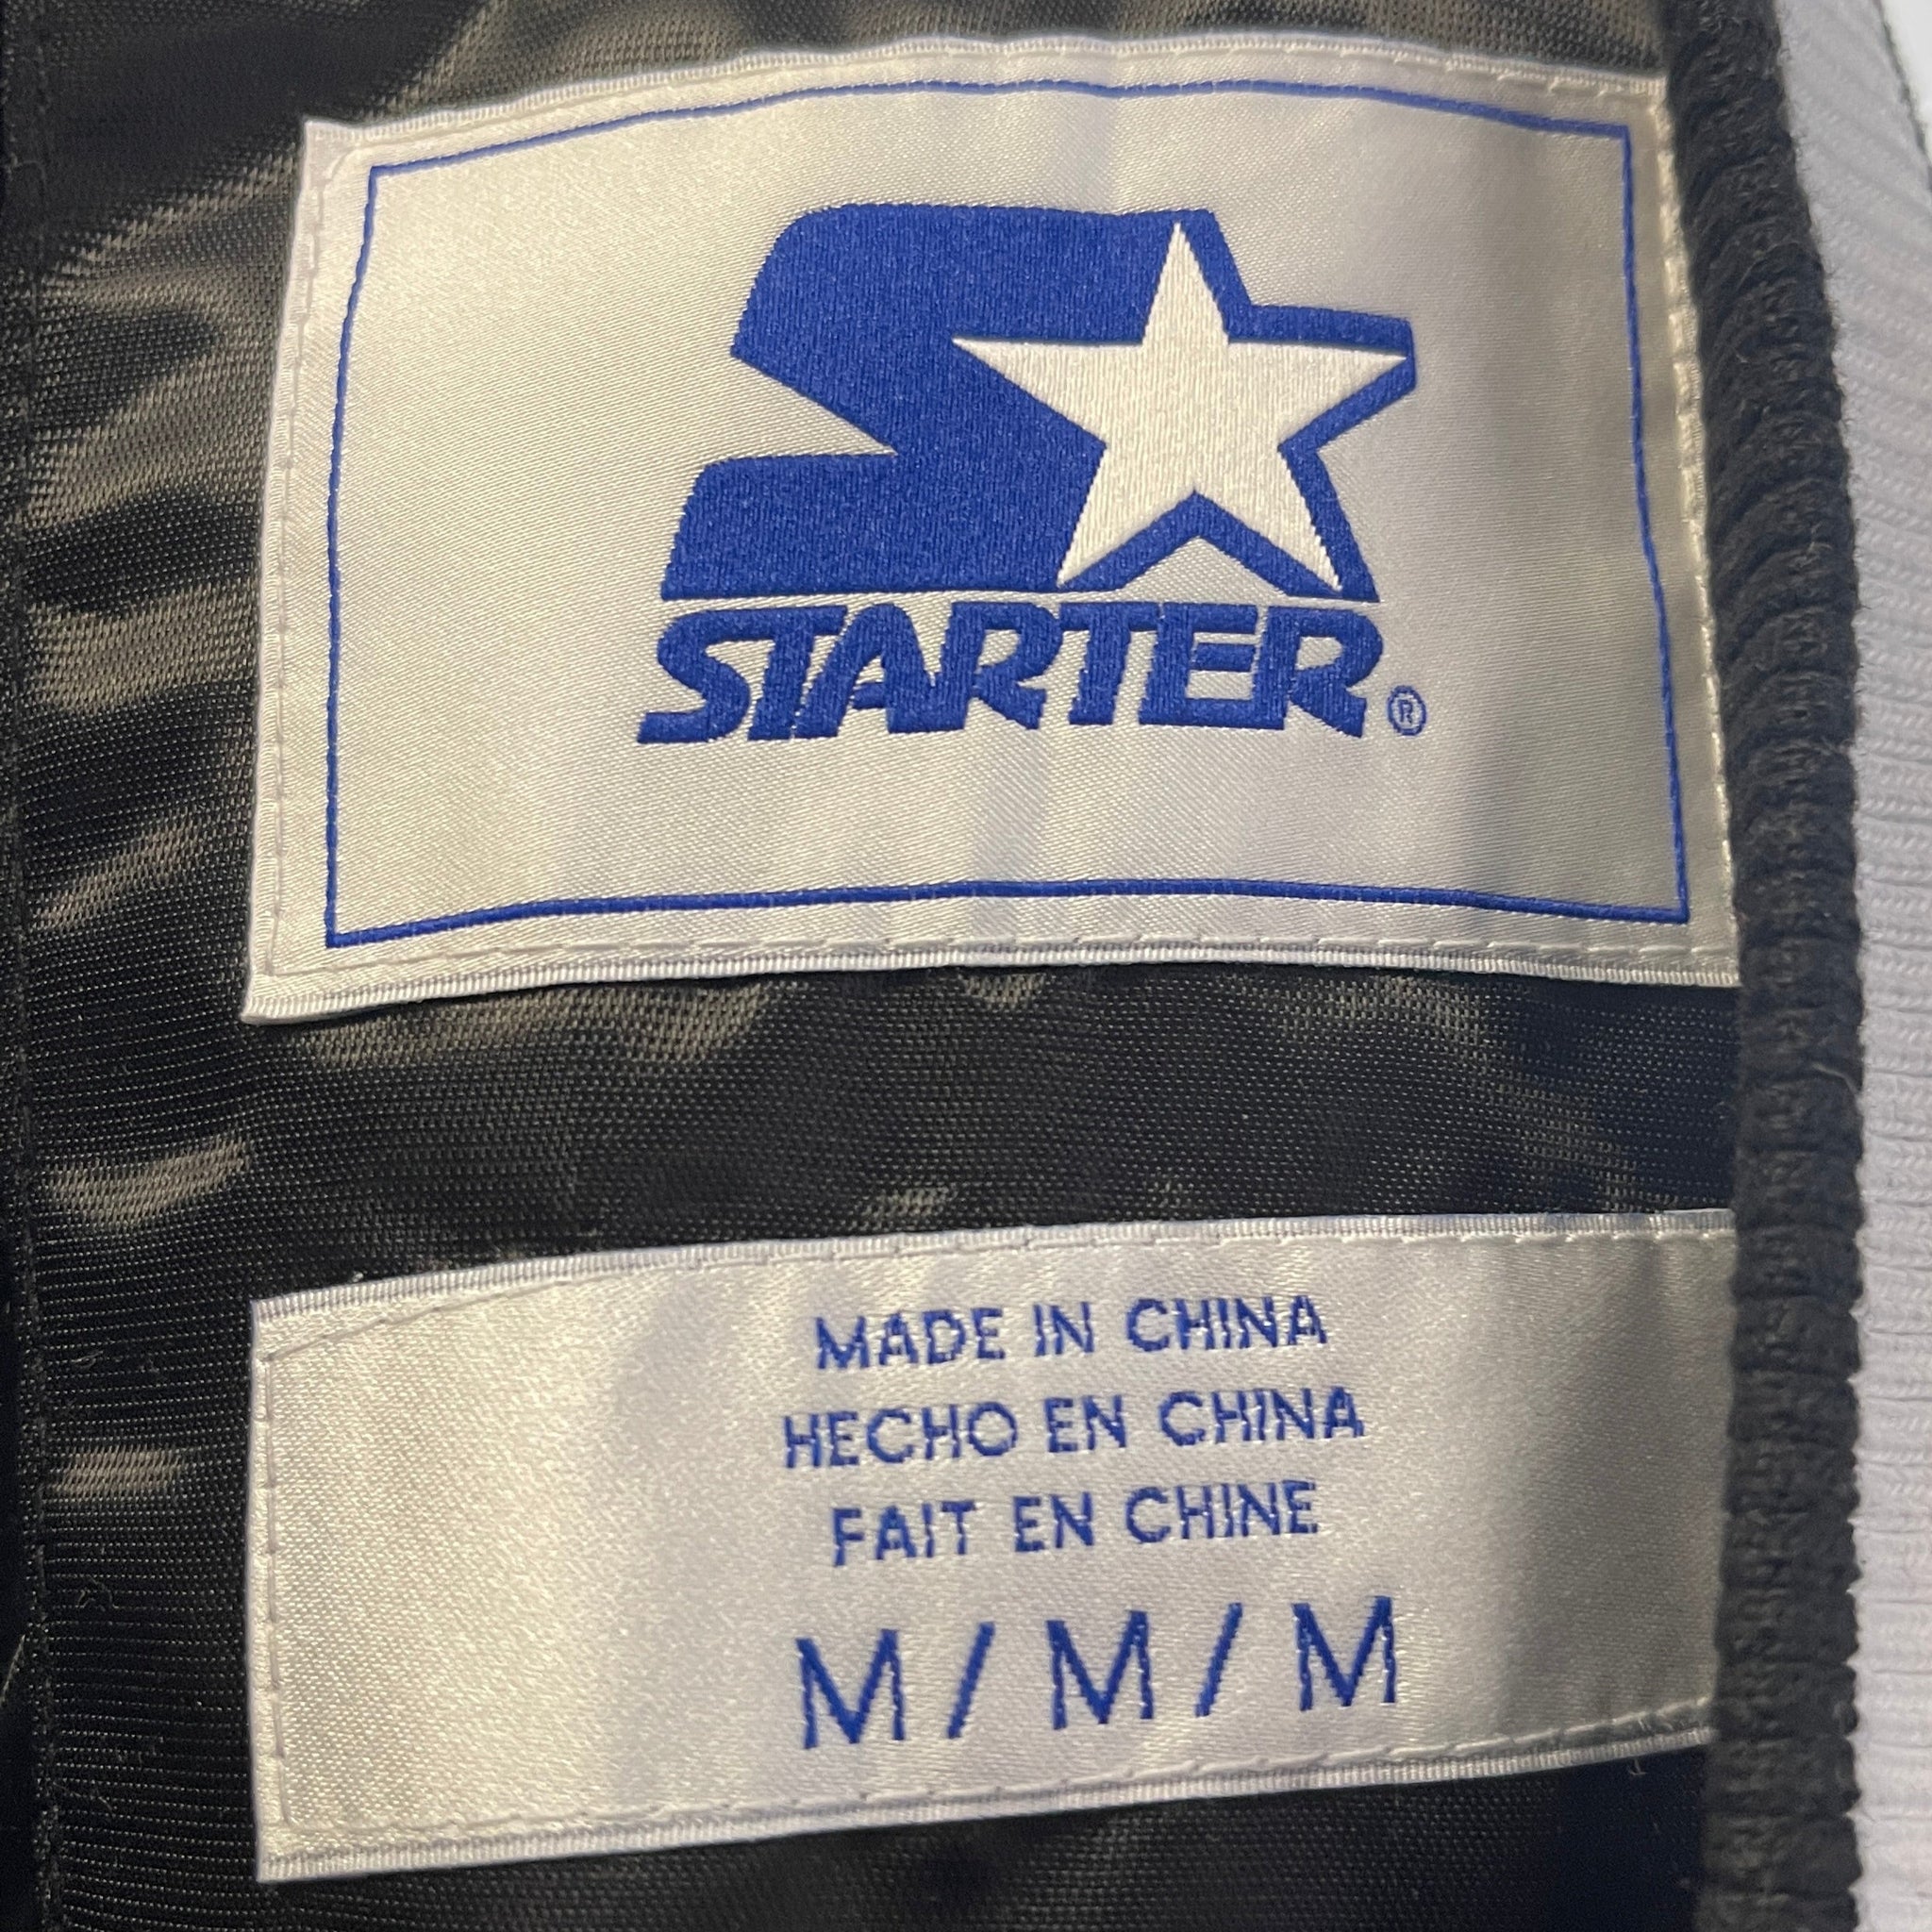 STARTER®
MADE IN CHINA
HECHO EN CHINA
FAIT EN CHINE
M / M / M